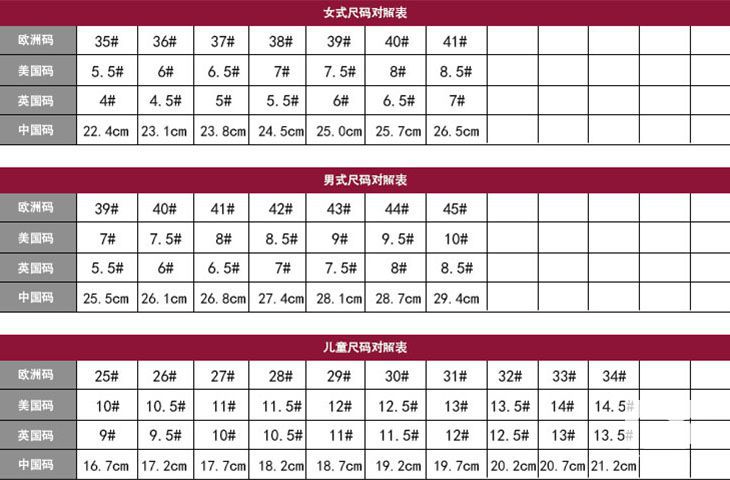 女式尺码对照表
欧洲码 35# 36# 37# 38# 39# 40# 41#
美国码 5.5# 6# 6.5# 7# 7.5# 8# 8.5#
英国码 4# 4.5# 5# 5.5# 6# 6.5# 7#
中国码 22.4cm 23.1cm 23.8cm 24.5cm 25.0cm 25.7cm 26.5cm
男式尺码对照表
欧洲码 39# 40# 41# 42# 43# 44# 45#
美国码 7# 7.5# 8# 8.5# 9# 9.5# 10#
英国码 5.5# 6# 6.5# 7# 7.5# 8# 8.5#
中国码 25.5cm 26.1cm 26.8cm 27.4cm 28.1cm 28.7cm 29.4cm
儿童尺码对照表
欧洲码 25# 26# 27# 28# 29# 30# 31# 32# 33# 34#
美国码 10# 10.5# 11# 11.5# 12# 12.5# 13# 13.5# 14# 14.5#
英国码 9# 9.5# 10# 10.5# 11# 11.5# 12# 12.5# 13# 13.5#
中国码 16.7cm 17.2cm 17.7cm 18.2cm 18.7cm 19.2cm 19.7cm 20.2cm 20.7cm 21.2cm